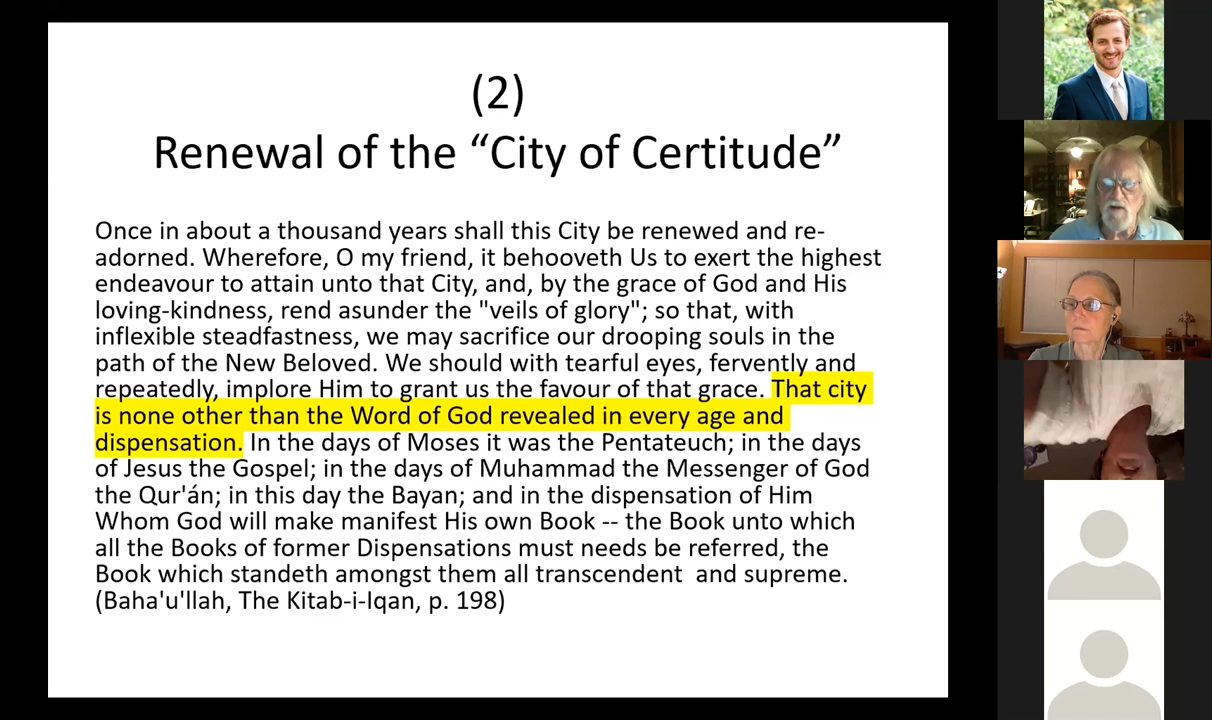 (2)
Renewal of the “City of Certitude”
Once in about a thousand years shall this City be renewed and re-
adorned. Wherefore, O my friend, it behooveth Us to exert the highest
endeavour to attain unto that City, and, by the grace of God and His
loving-kindness, rend asunder the "veils of glory"; so that, with
inflexible steadfastness, we may sacrifice our drooping souls in the
path of the New Beloved. We should with tearful eyes, fervently and
repeatedly, implore Him to grant us the favour of that grace. That city
is none other than the Word of God revealed in every age and
dispensation. In the days of Moses it was the Pentateuch; in the days
of Jesus the Gospel; in the days of Muhammad the Messenger of God
the Qur'án; in this day the Bayan; and in the dispensation of Him
Whom God will make manifest His own Book -- the Book unto which
all the Books of former Dispensations must needs be referred, the
Book which standeth amongst them all transcendent  and supreme.
(Baha'u'llah, The Kitab-i-Iqan, p. 198)